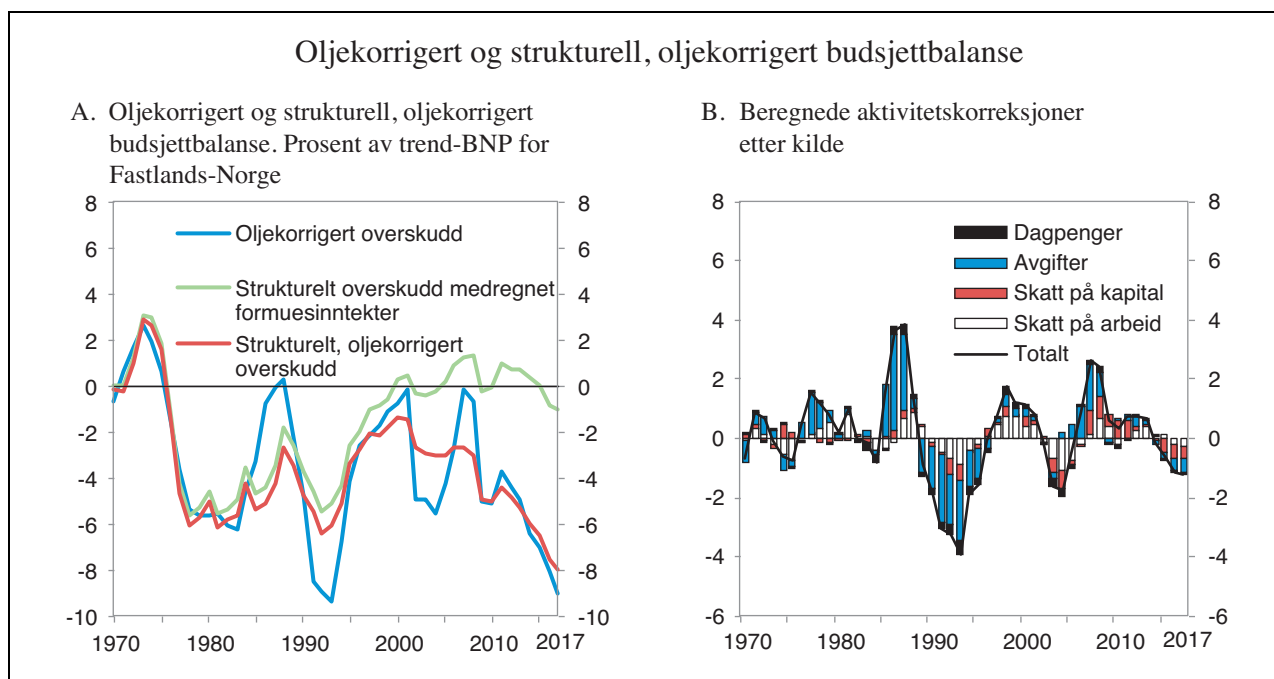 Oljekorrigert og strukturell, oljekorrigert budsjettbalanse
A. Oljekorrigert og strukturell, oljekorrigert
budsjettbalanse. Prosent av trend-BNP for
Fastlands-Norge
8
6
4
2
0
-2
-4
-6
-8
-10
8
6
4
2
0
-2
-4
-6
-8
-10
Oljekorrigert overskudd
Strukturelt overskudd medregnet
formuesinntekter
Strukturelt, oljekorrigert
overskudd
1970 1980 1990 2000 2010 2017
B. Beregnede aktivitetskorreksjoner
etter kilde
8
6
4
2
0
-2
-4
-6
8
6
4
2
0
-2
-4
-6
Dagpenger
Avgifter
Skatt på kapital
Skatt på arbeid
Totalt
1970 1980 1990 2000 2010 2017